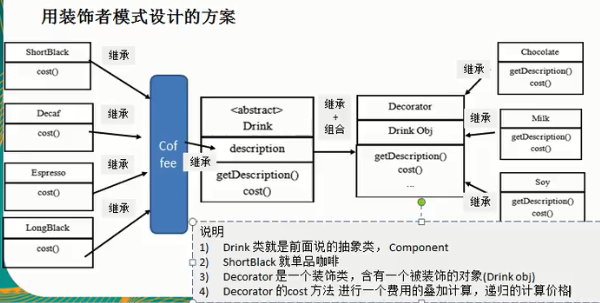 用装饰者模式设计的方案
ShortBlack
cost()
继承
Decaf
cost()
继承
Espresso
cost()
继承
LongBlack
cost()
继承
Cof
fee
继承
<abstract>
Drink
description
getDescription()
cost()
继承
+
组合
Decorator
Drink Obj
getDescription()
cost()
...
继承
Chocolate
getDescription()
cost()
继承
Milk
getDescription()
cost()
继承
Soy
getDescription()
cost()
说明
1) Drink 类就是前面说的抽象类， Component
2) ShortBlack 就单品咖啡
3) Decorator 是一个装饰类，含有一个被装饰的对象(Drink obj)
4) Decorator 的cost 方法 进行一个费用的叠加计算，递归的计算价格